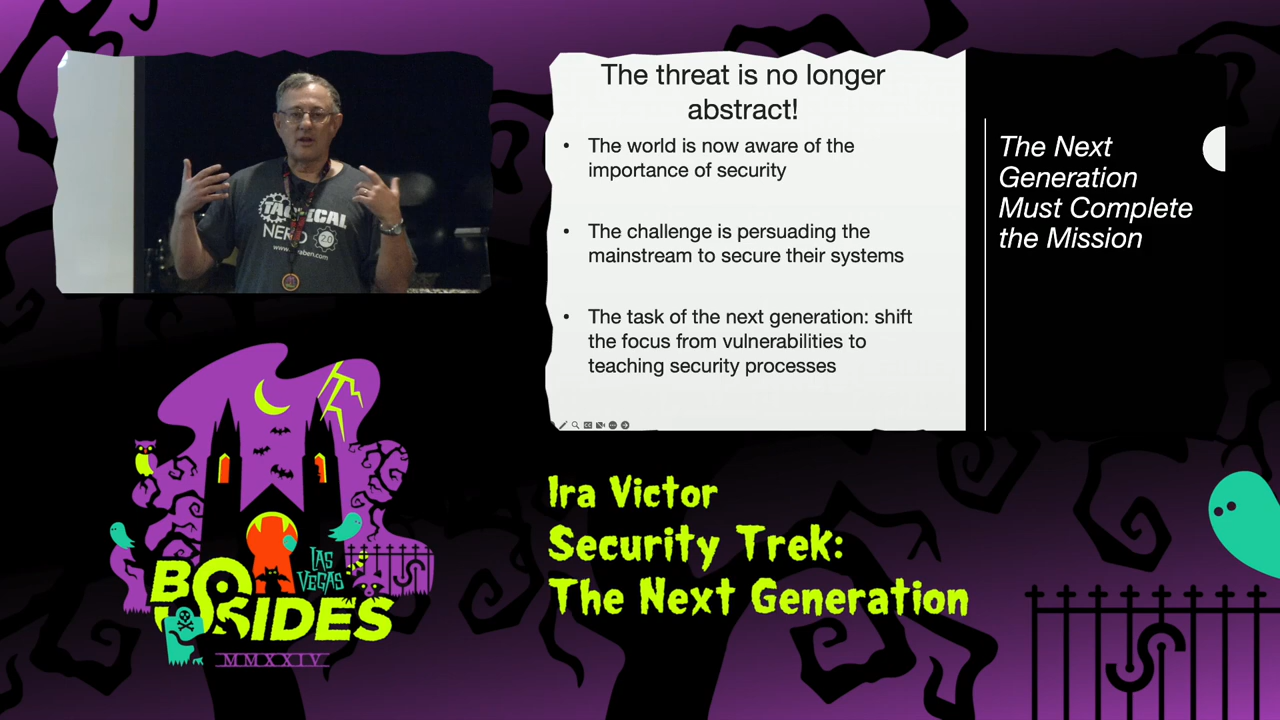 TACTICAL
NERD 2.0
The threat is no longer
abstract!
• The world is now aware of the
importance of security
• The challenge is persuading the
mainstream to secure their systems
• The task of the next generation: shift
the focus from vulnerabilities to
teaching security processes
The Next
Generation
Must Complete
the Mission
LAS
VEGAS
BSIDES
MMXXIV
Ira Victor
Security Trek:
The Next Generation